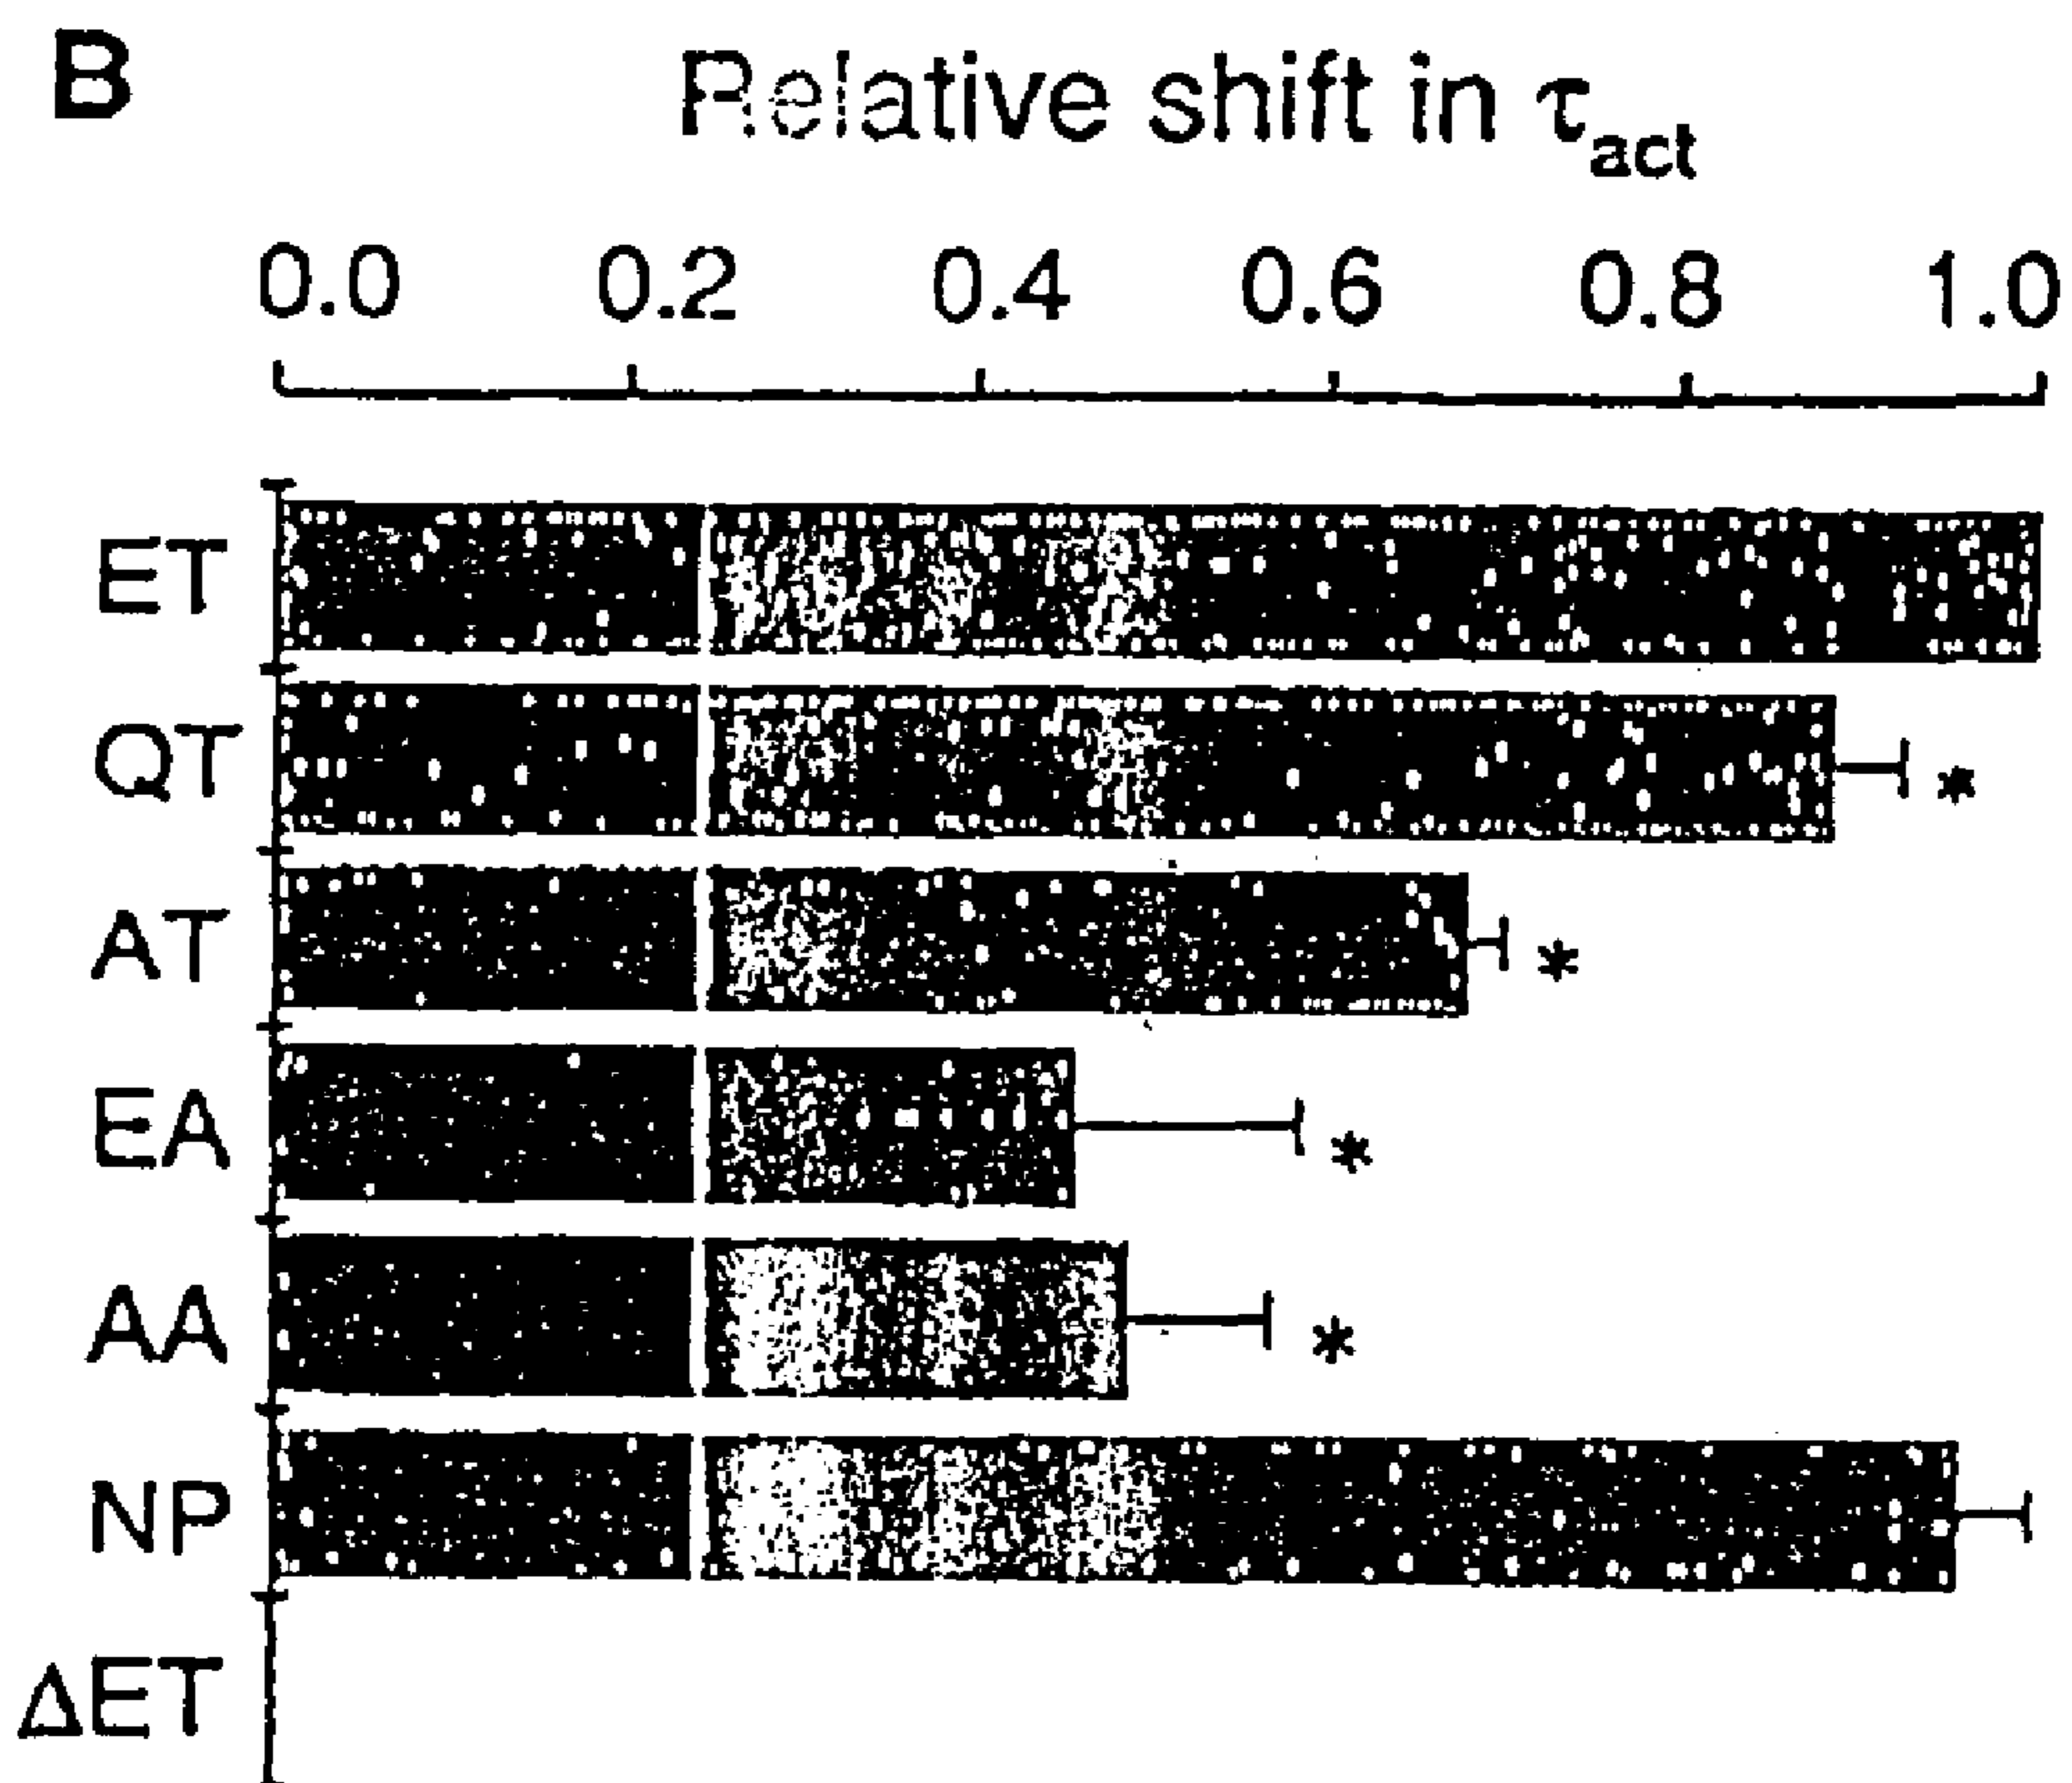 B
Relative shift in τact
0.0 0.2 0.4 0.6 0.8 1.0
ET
QT *
AT *
EA *
AA *
NP
ΔET